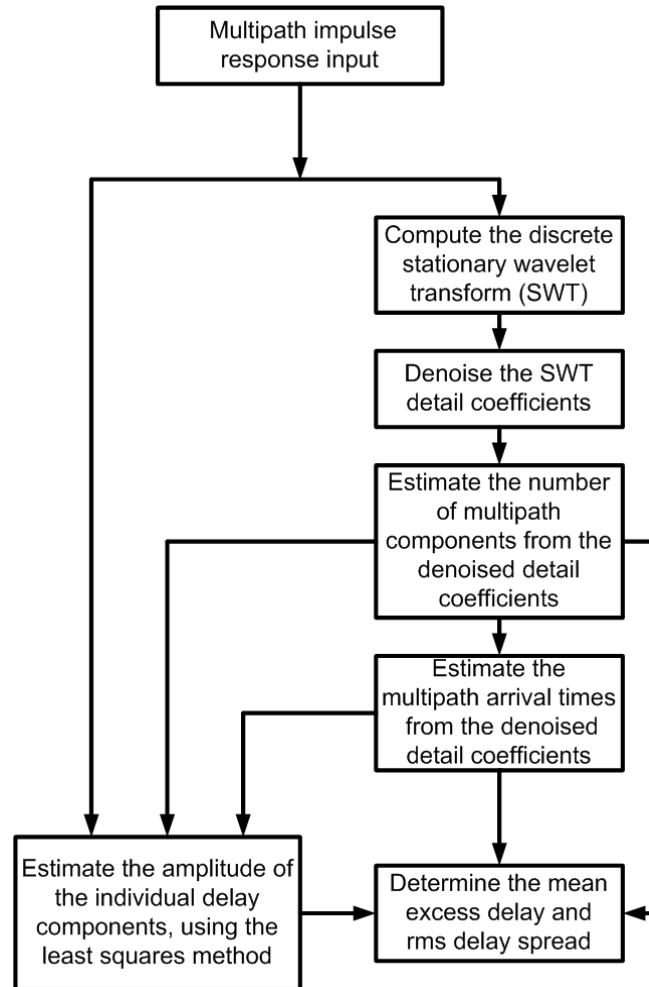 Multipath impulse
response input
Compute the discrete
stationary wavelet
transform (SWT)
Denoise the SWT
detail coefficients
Estimate the number
of multipath
components from the
denoised detail
coefficients
Estimate the
multipath arrival times
from the denoised
detail coefficients
Estimate the amplitude of
the individual delay
components, using the
least squares method
Determine the mean
excess delay and
rms delay spread